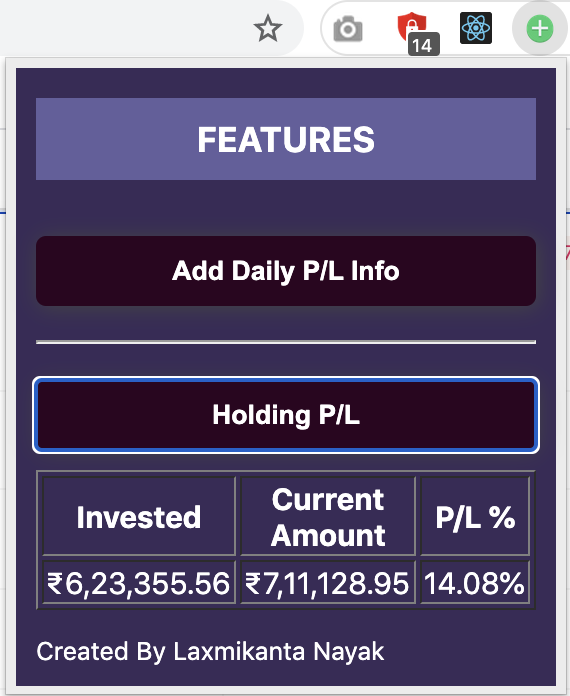 14
FEATURES
Add Daily P/L Info
Holding P/L
Invested Current Amount P/L %
₹6,23,355.56 ₹7,11,128.95 14.08%
Created By Laxmikanta Nayak